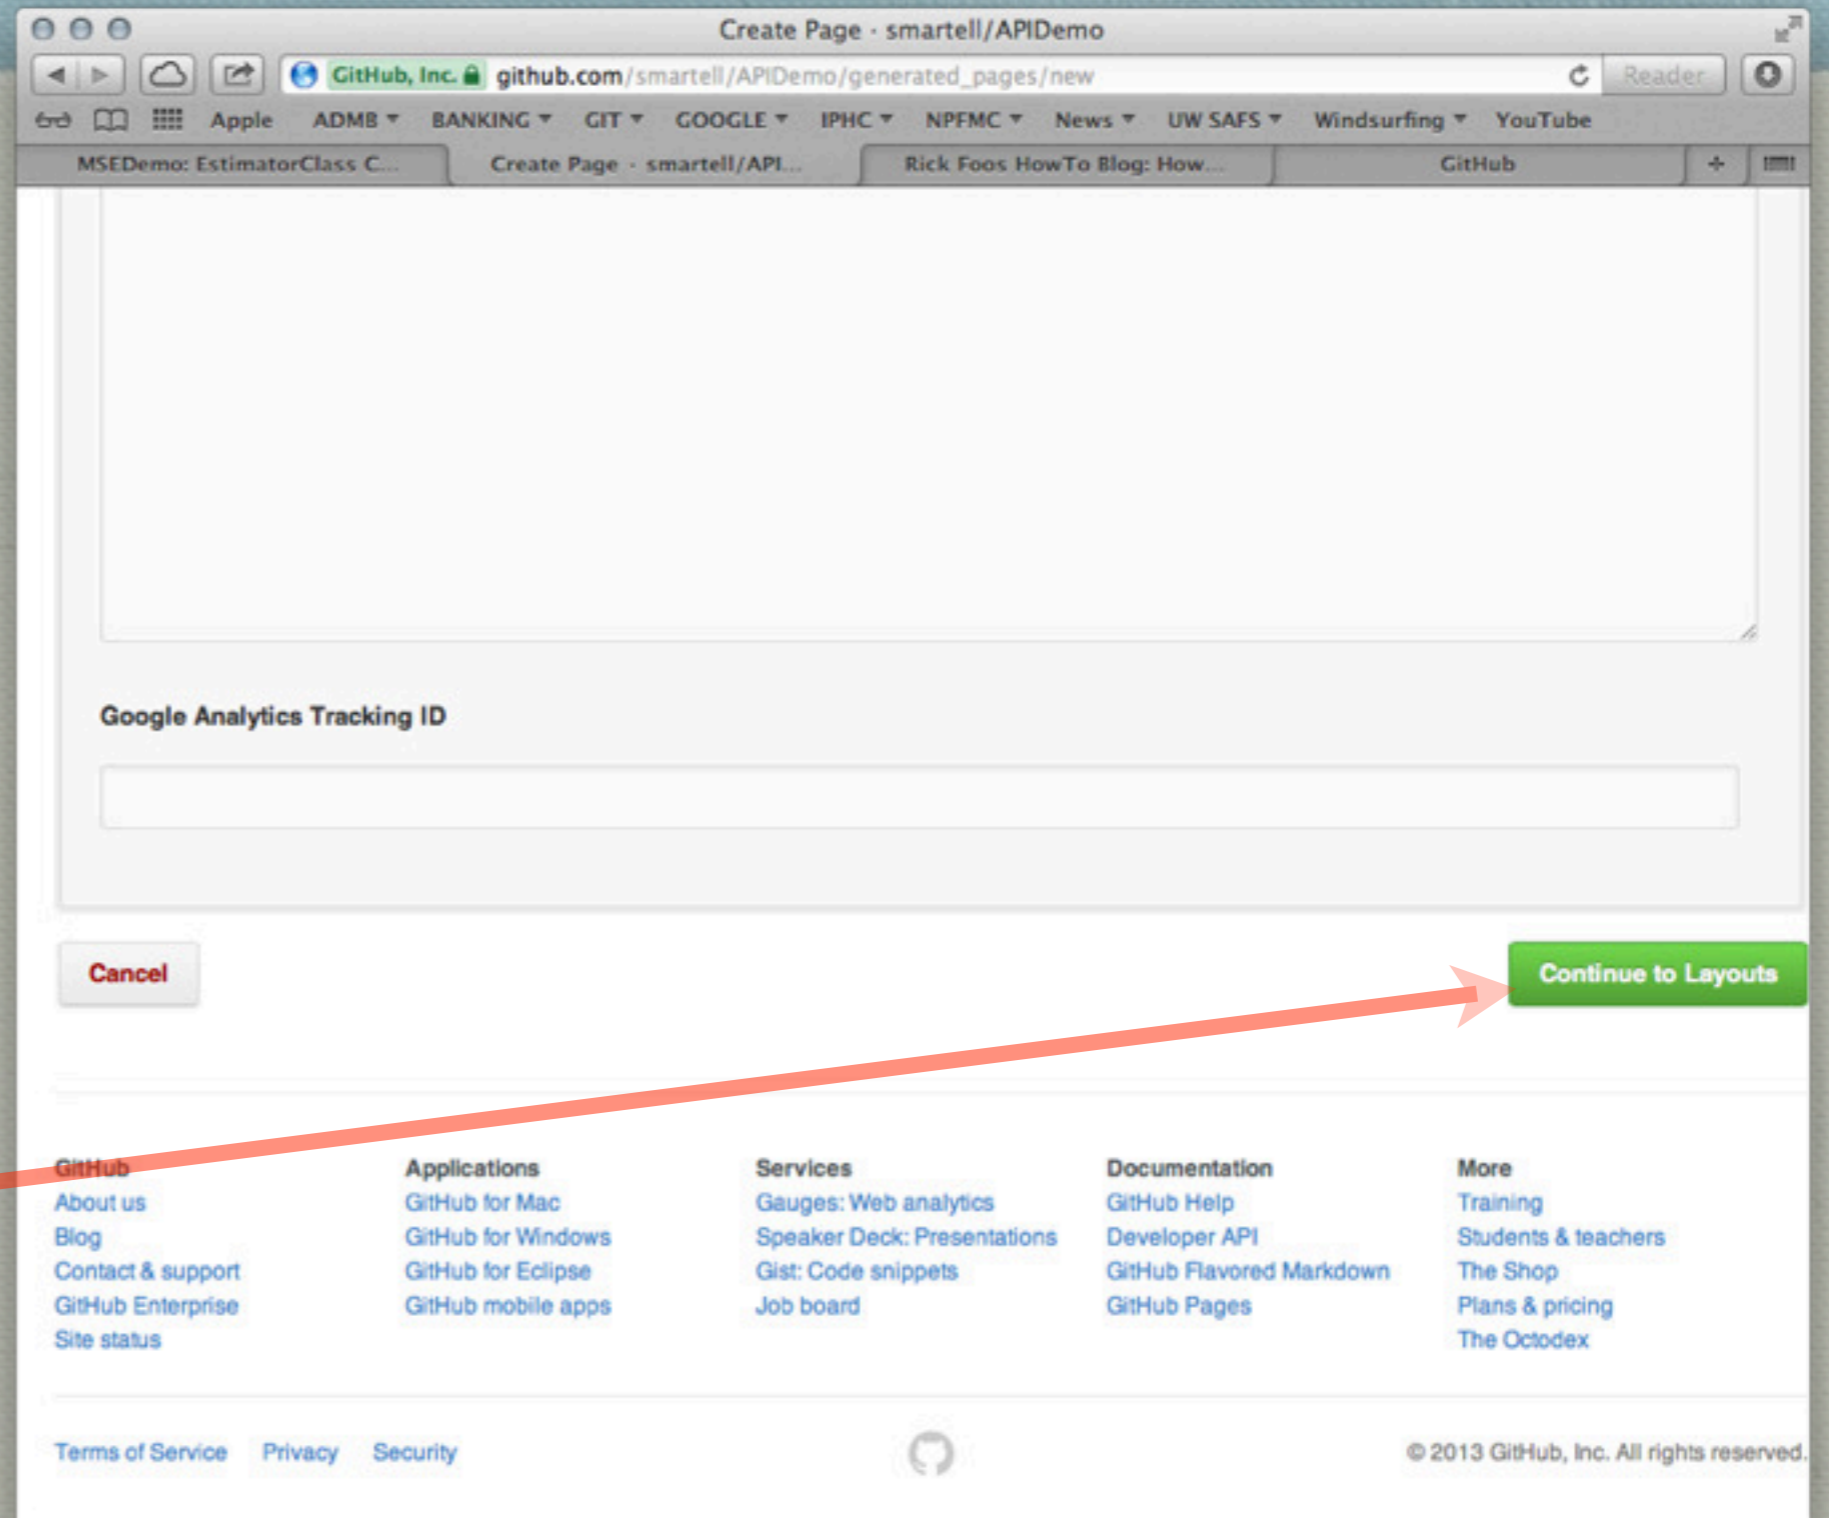 Create Page · smartell/APIDemo
GitHub, Inc. github.com/smartell/APIDemo/generated_pages/new Reader
Apple ADMB BANKING GIT GOOGLE IPHC NPFMC News UW SAFS Windsurfing YouTube
MSEDemo: EstimatorClass C... Create Page · smartell/API... Rick Foos HowTo Blog: How... GitHub
Google Analytics Tracking ID
Cancel Continue to Layouts
GitHub Applications Services Documentation More
About us GitHub for Mac Gauges: Web analytics GitHub Help Training
Blog GitHub for Windows Speaker Deck: Presentations Developer API Students & teachers
Contact & support GitHub for Eclipse Gist: Code snippets GitHub Flavored Markdown The Shop
GitHub Enterprise GitHub mobile apps Job board GitHub Pages Plans & pricing
Site status The Octodex
Terms of Service Privacy Security © 2013 GitHub, Inc. All rights reserved.